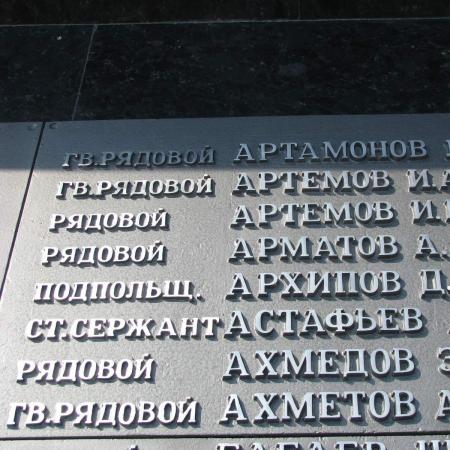 ГВ.РЯДОВОЙ АРТАМОНОВ
ГВ.РЯДОВОЙ АРТЕМОВ И.А
РЯДОВОЙ АРТЕМОВ И.
РЯДОВОЙ АРМАТОВ А.
ПОДПОЛЬЩ. АРХИПОВ Д.
СТ.СЕРЖАНТ АСТАФЬЕВ
РЯДОВОЙ АХМЕДОВ З
ГВ.РЯДОВОЙ АХМЕТОВ А